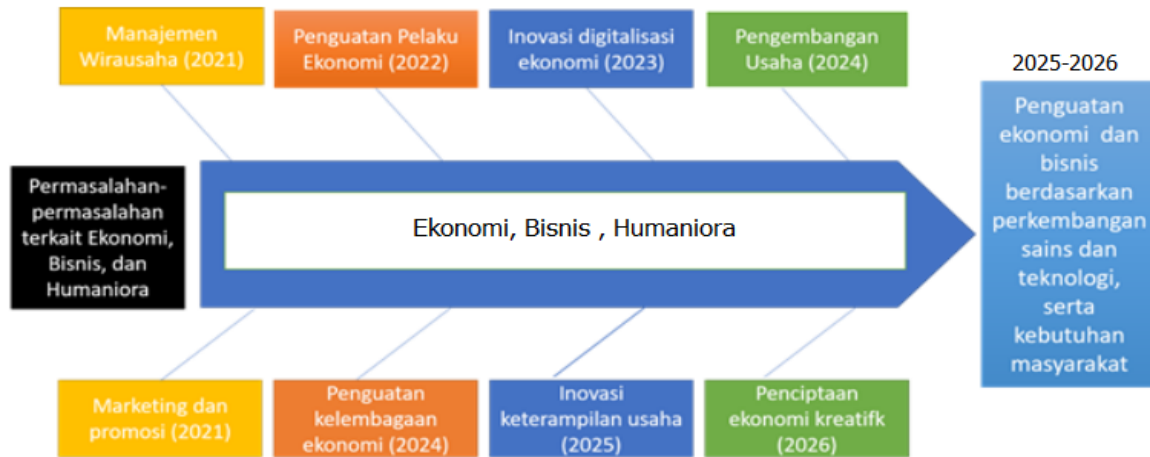 Manajemen
Wirausaha (2021)
Penguatan Pelaku
Ekonomi (2022)
Inovasi digitalisasi
ekonomi (2023)
Pengembangan
Usaha (2024)
2025-2026
Penguatan
ekonomi dan
bisnis
berdasarkan
perkembangan
sains dan
teknologi,
serta
kebutuhan
masyarakat
Permasalahan-
permasalahan
terkait Ekonomi,
Bisnis, dan
Humaniora
Ekonomi, Bisnis , Humaniora
Marketing dan
promosi (2021)
Penguatan
kelembagaan
ekonomi (2024)
Inovasi
keterampilan usaha
(2025)
Penciptaan
ekonomi kreatifk
(2026)